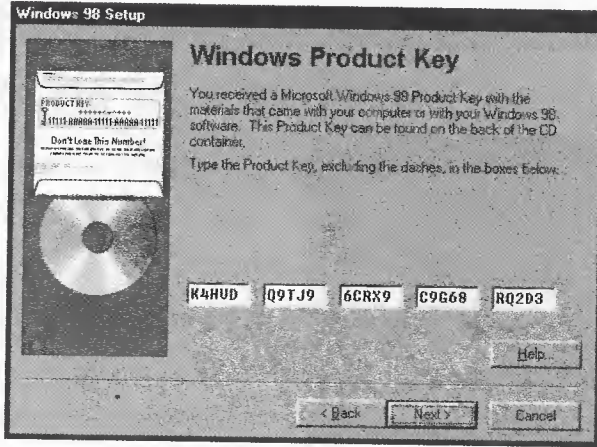 Windows 98 Setup
Windows Product Key
You received a Microsoft Windows 98 Product Key with the
materials that came with your computer or with your Windows 98
software. This Product Key can be found on the back of the CD
container.
Type the Product Key, excluding the dashes, in the boxes below:
PRODUCT KEY:
Don't Lose This Number!
K4HUD Q9TJ9 6CRX9 C9G68 RQ2D3
Help...
< Back Next > Cancel